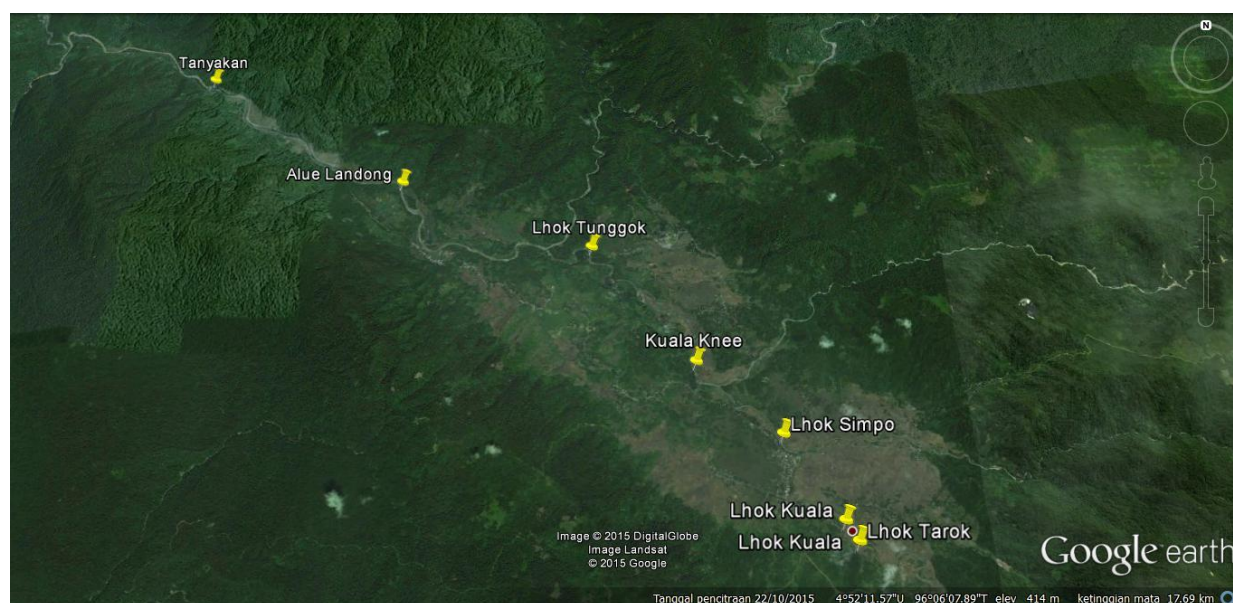 N
Tanyakan
Alue Landong
Lhok Tunggok
Kuala Knee
Lhok Simpo
Lhok Kuala
Lhok Tarok
Lhok Kuala
Image © 2015 DigitalGlobe
Image Landsat
© 2015 Google
Google earth
Tanggal pencitraan 22/10/2015 4°52'11.57"U 96°06'07.89"T elev 414 m ketinggian mata 17.69 km